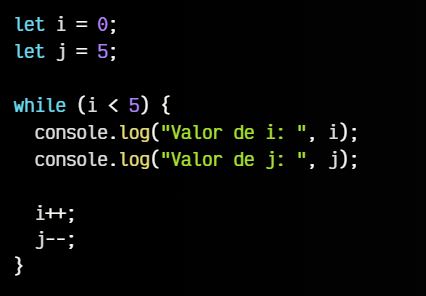 let i = 0;
let j = 5;
while (i < 5) {
console.log("Valor de i: ", i);
console.log("Valor de j: ", j);
i++;
j--;
}